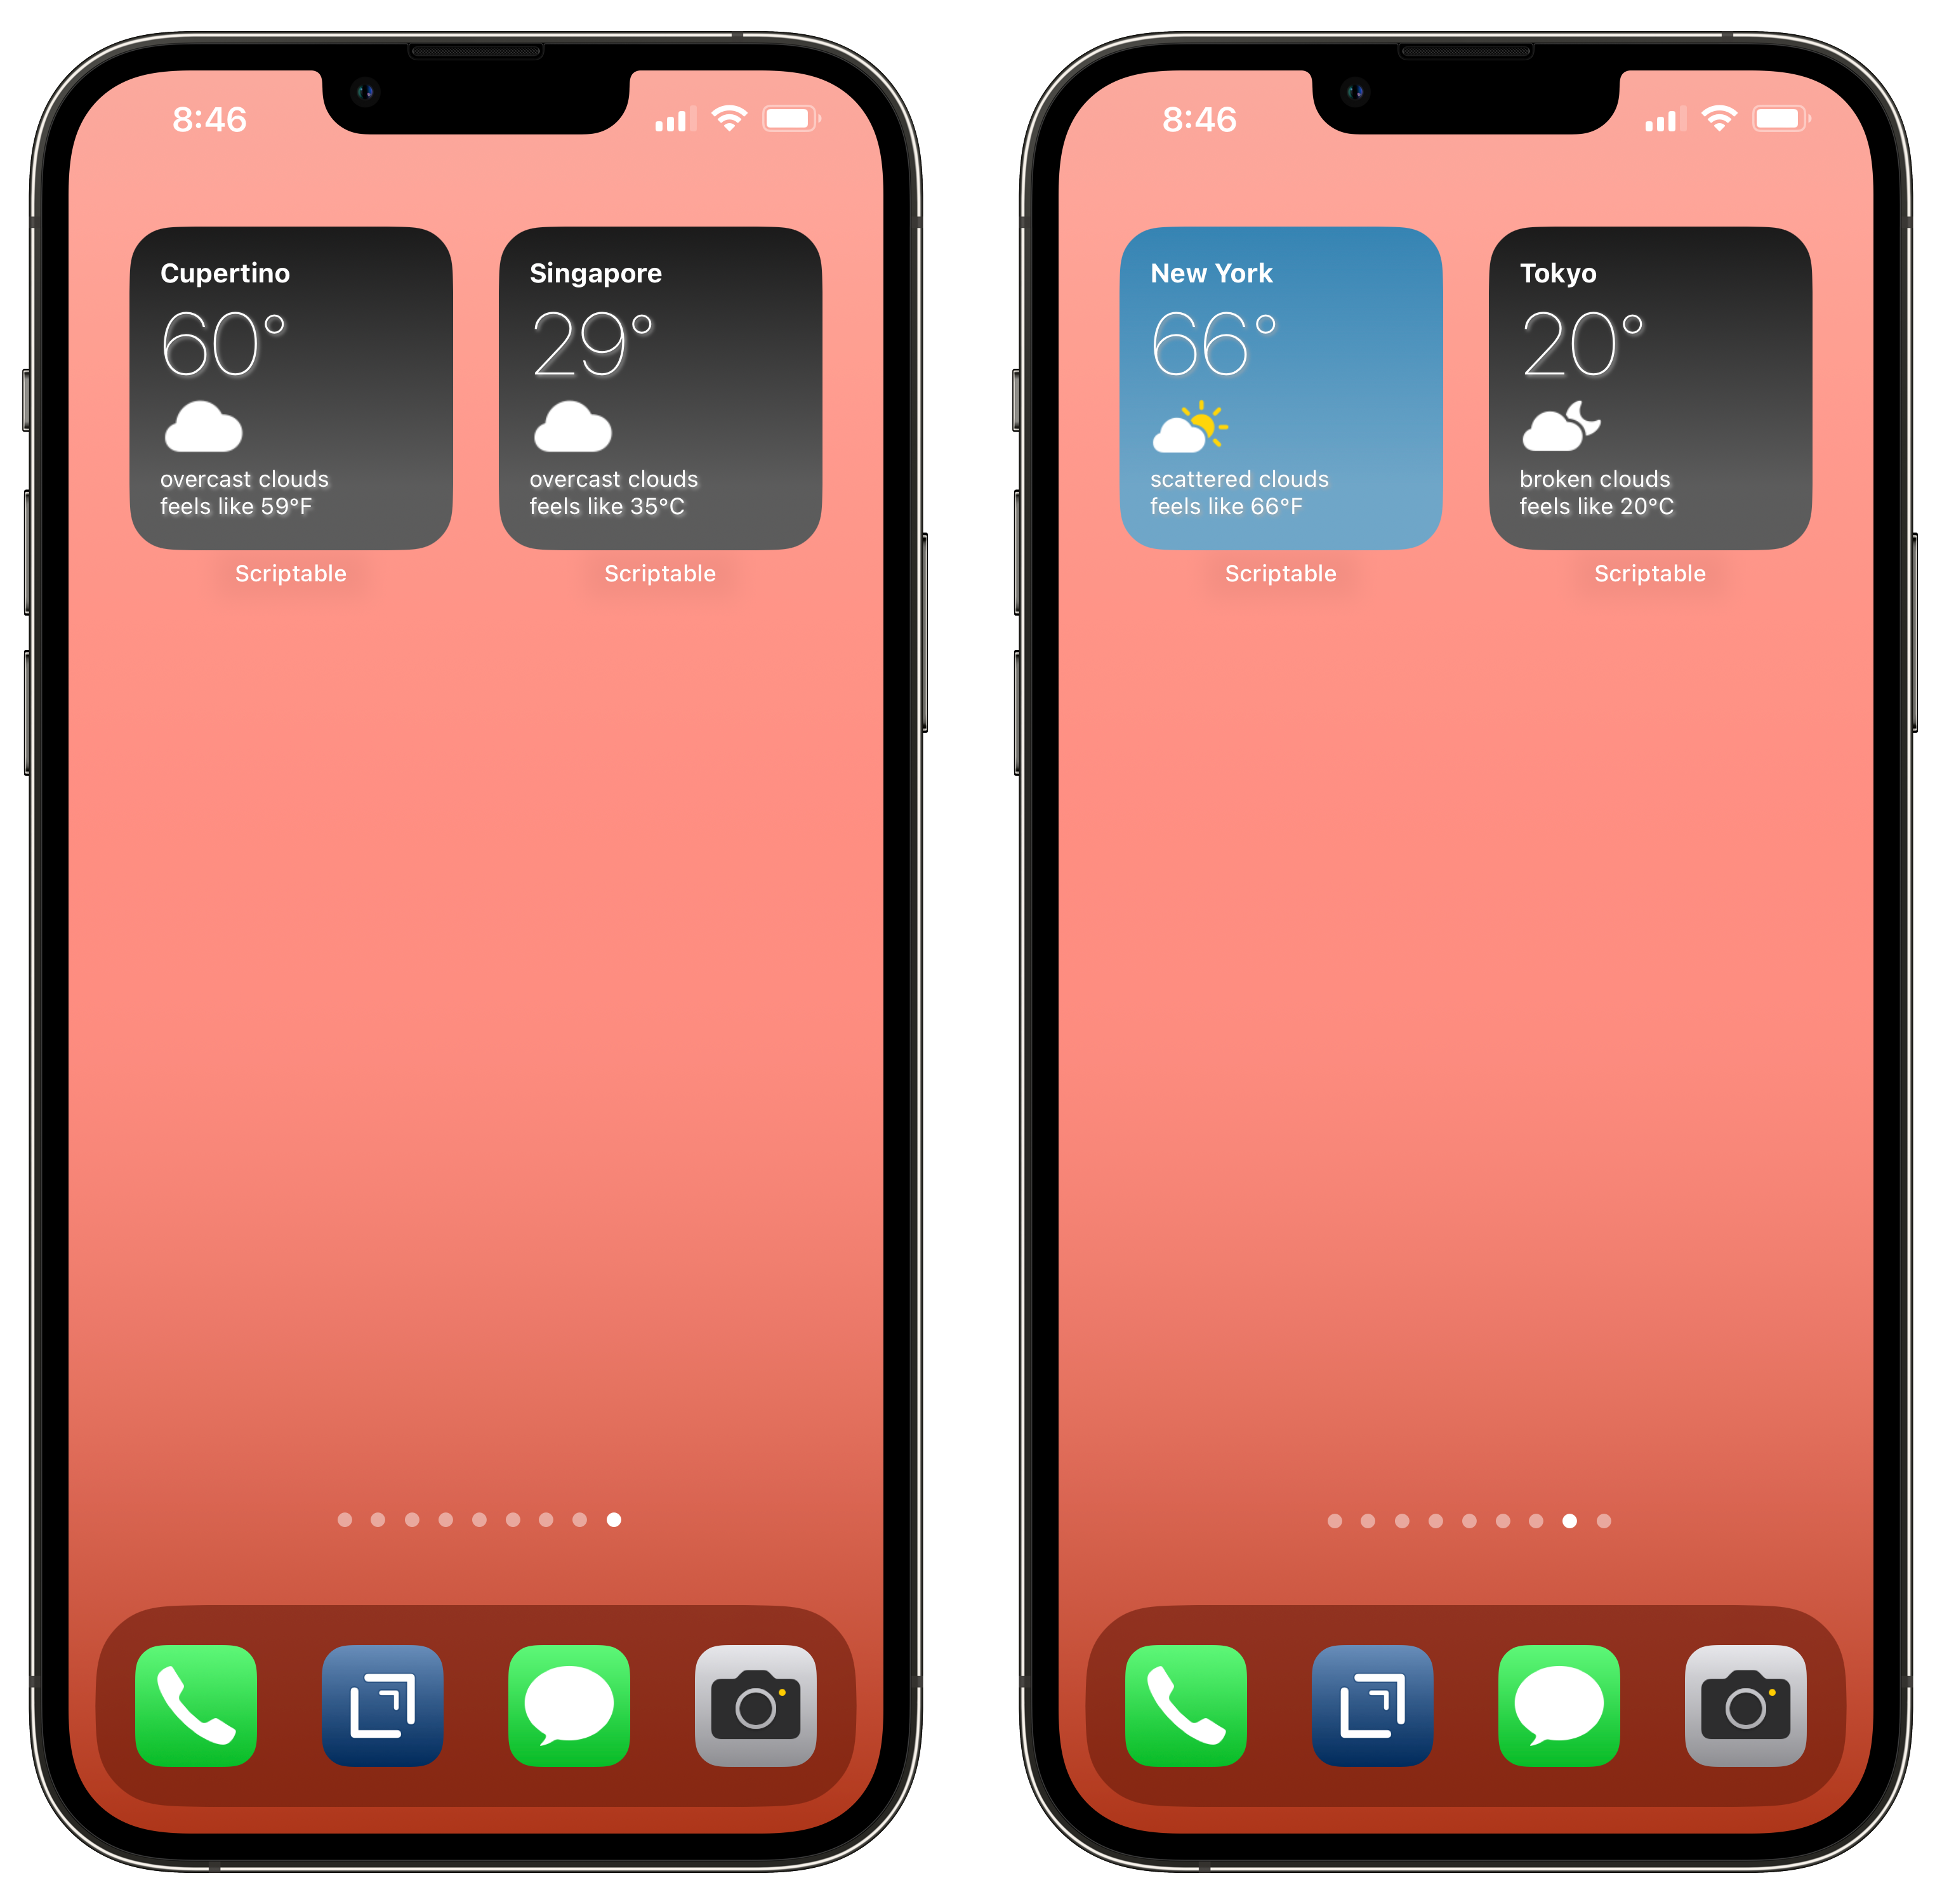 8:46
Cupertino
60°
overcast clouds
feels like 59°F
Scriptable
Singapore
29°
overcast clouds
feels like 35°C
Scriptable
8:46
New York
66°
scattered clouds
feels like 66°F
Scriptable
Tokyo
20°
broken clouds
feels like 20°C
Scriptable